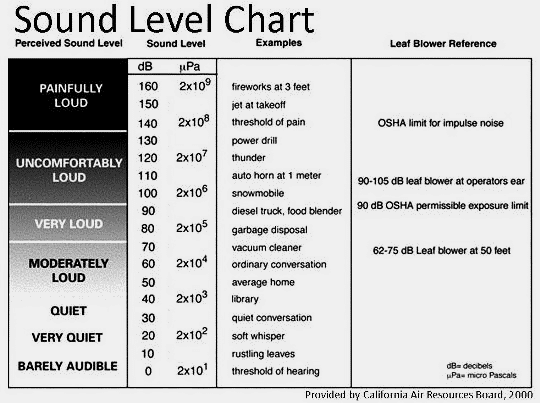 Sound Level Chart
Perceived Sound Level Sound Level Examples Leaf Blower Reference
dB μPa
PAINFULLY LOUD
160 2x10⁹ fireworks at 3 feet
150 jet at takeoff
140 2x10⁸ threshold of pain OSHA limit for impulse noise
UNCOMFORTABLY LOUD
130 power drill
120 2x10⁷ thunder
110 auto horn at 1 meter 90-105 dB leaf blower at operators ear
100 2x10⁶ snowmobile
VERY LOUD
90 diesel truck, food blender 90 dB OSHA permissible exposure limit
80 2x10⁵ garbage disposal
MODERATELY LOUD
70 vacuum cleaner 62-75 dB Leaf blower at 50 feet
60 2x10⁴ ordinary conversation
50 average home
QUIET
40 2x10³ library
30 quiet conversation
VERY QUIET
20 2x10² soft whisper
10 rustling leaves
BARELY AUDIBLE
0 2x10¹ threshold of hearing
dB= decibels
μPa= micro Pascals
Provided by California Air Resources Board, 2000